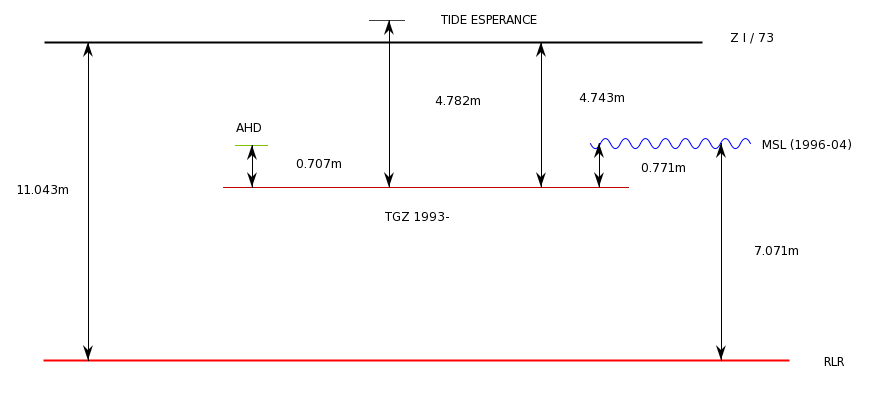 TIDE ESPERANCE
Z I / 73
4.782m
4.743m
AHD
MSL (1996-04)
0.707m
0.771m
11.043m
TGZ 1993-
7.071m
RLR